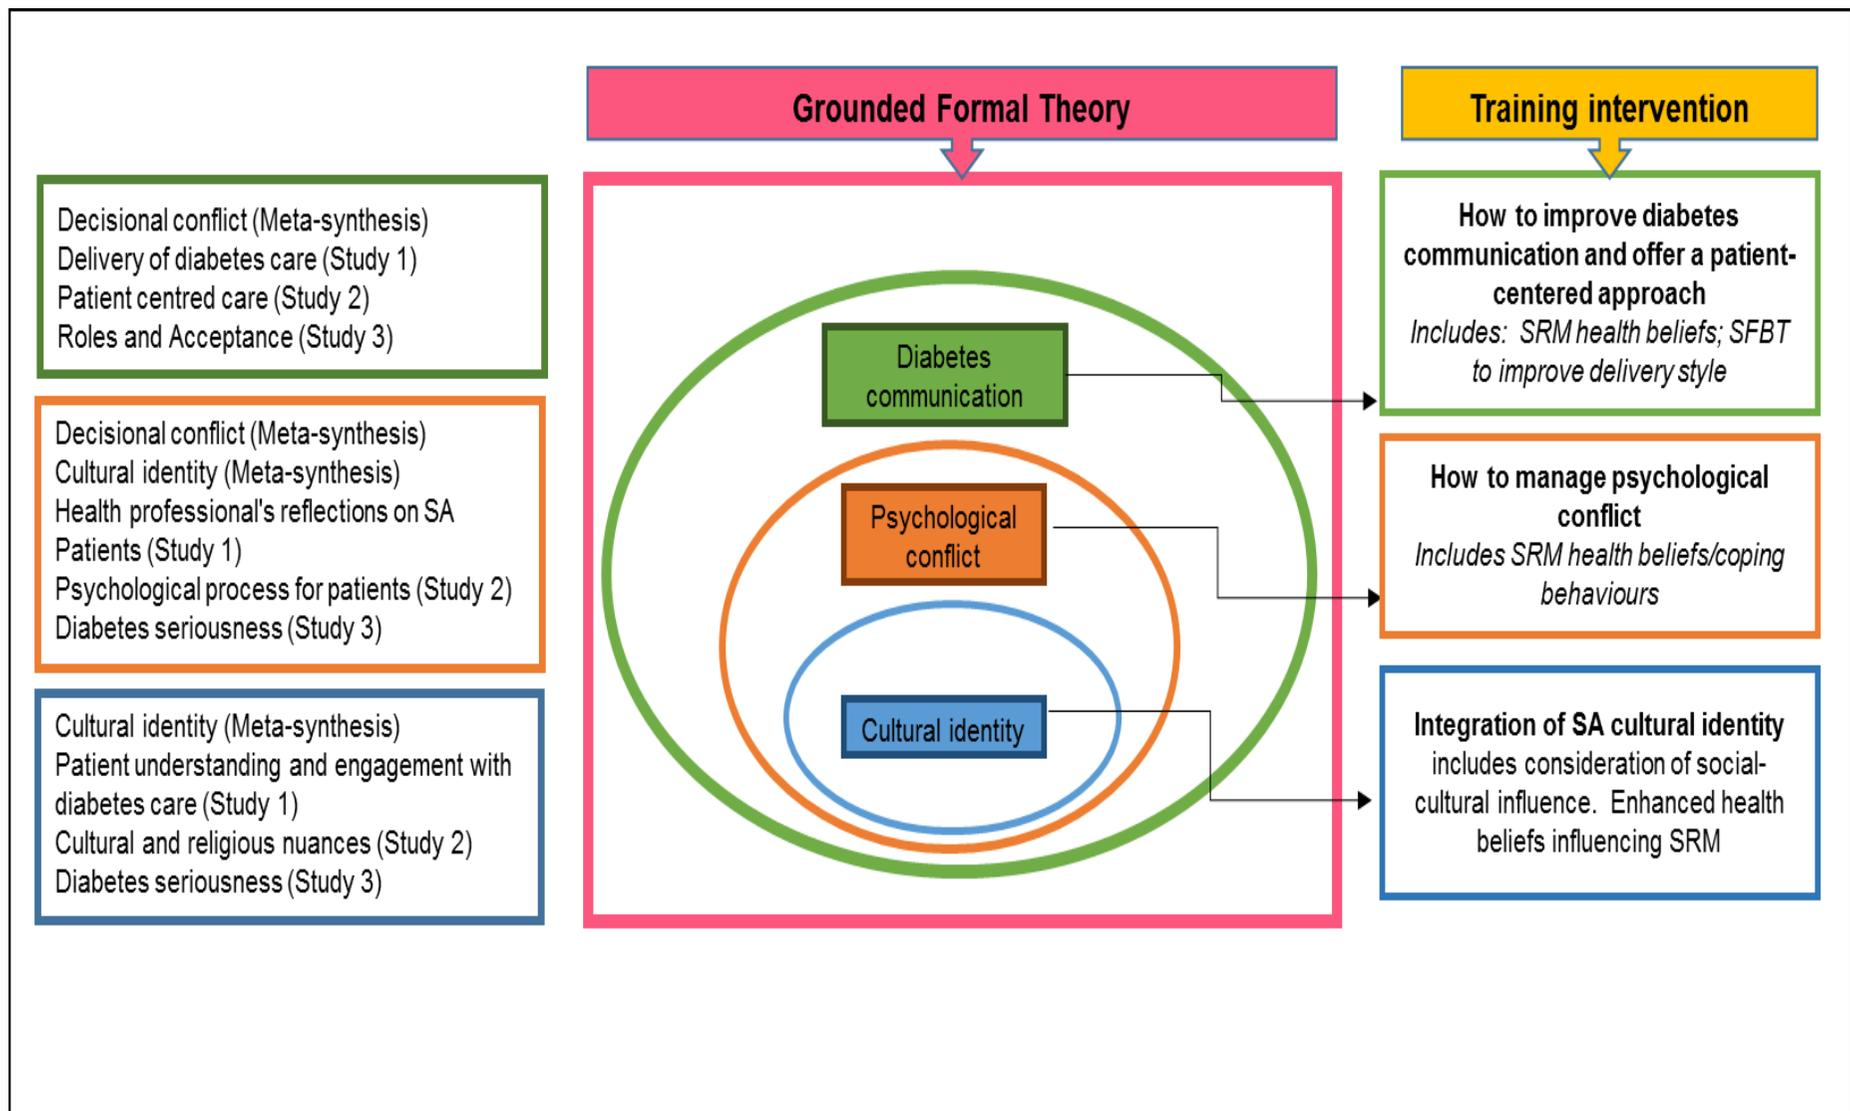 Grounded Formal Theory
Training intervention
Decisional conflict (Meta-synthesis)
Delivery of diabetes care (Study 1)
Patient centred care (Study 2)
Roles and Acceptance (Study 3)
Decisional conflict (Meta-synthesis)
Cultural identity (Meta-synthesis)
Health professional's reflections on SA
Patients (Study 1)
Psychological process for patients (Study 2)
Diabetes seriousness (Study 3)
Cultural identity (Meta-synthesis)
Patient understanding and engagement with
diabetes care (Study 1)
Cultural and religious nuances (Study 2)
Diabetes seriousness (Study 3)
Diabetes
communication
Psychological
conflict
Cultural identity
How to improve diabetes
communication and offer a patient-
centered approach
Includes: SRM health beliefs; SFBT
to improve delivery style
How to manage psychological
conflict
Includes SRM health beliefs/coping
behaviours
Integration of SA cultural identity
includes consideration of social-
cultural influence. Enhanced health
beliefs influencing SRM